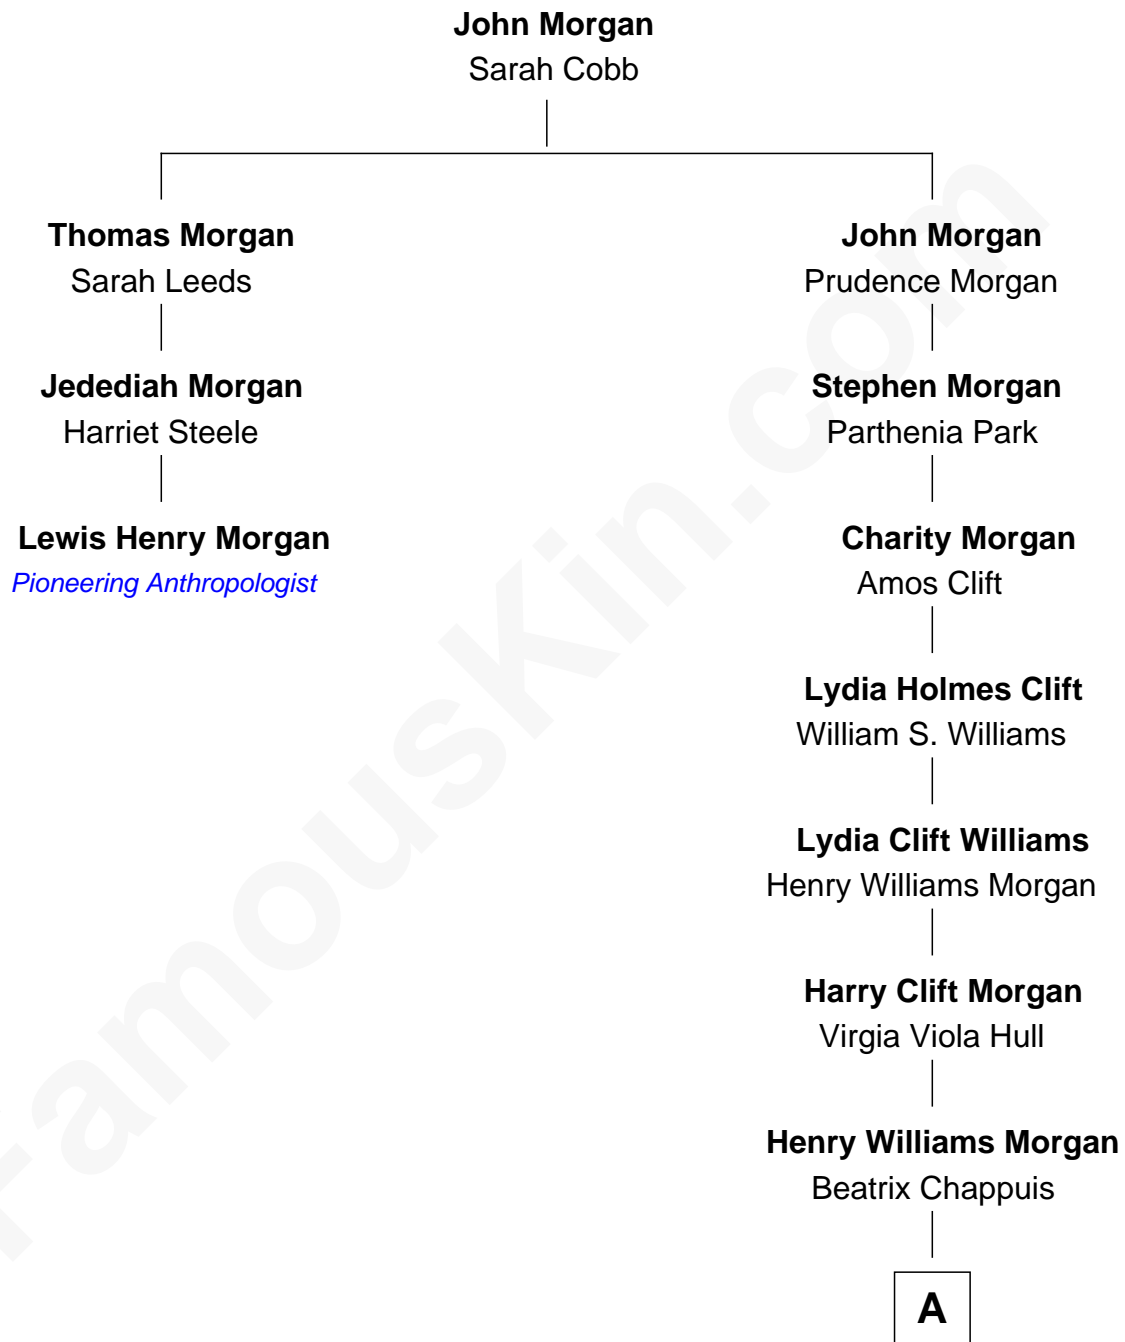 John Morgan
Sarah Cobb
Thomas Morgan
Sarah Leeds
Jedediah Morgan
Harriet Steele
Lewis Henry Morgan
Pioneering Anthropologist
John Morgan
Prudence Morgan
Stephen Morgan
Parthenia Park
Charity Morgan
Amos Clift
Lydia Holmes Clift
William S. Williams
Lydia Clift Williams
Henry Williams Morgan
Harry Clift Morgan
Virgia Viola Hull
Henry Williams Morgan
Beatrix Chappuis
A
FamousKin.com